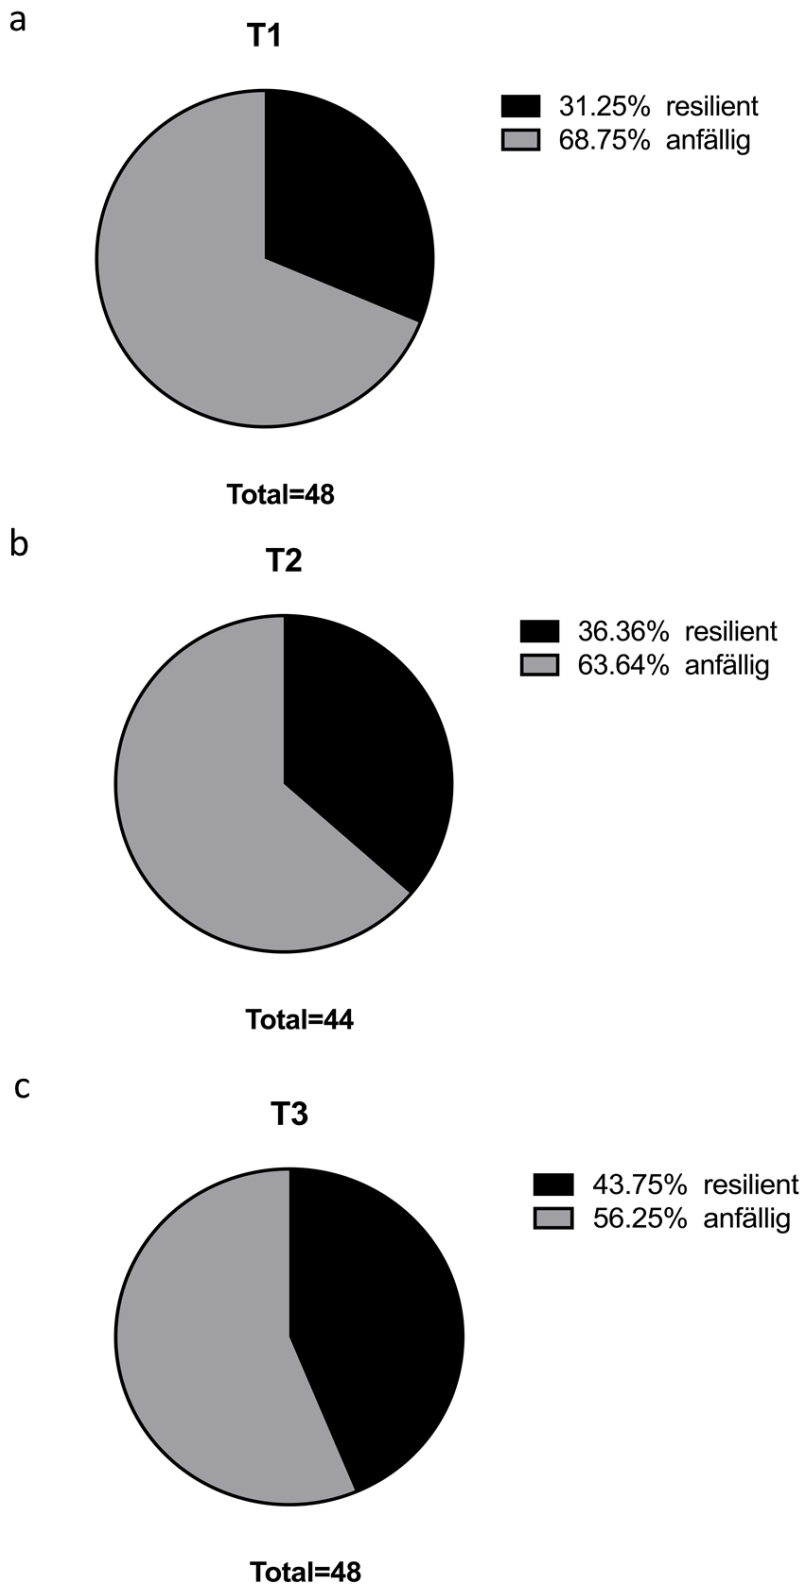 a
T1
31.25% resilient
68.75% anfällig
Total=48
b
T2
36.36% resilient
63.64% anfällig
Total=44
c
T3
43.75% resilient
56.25% anfällig
Total=48